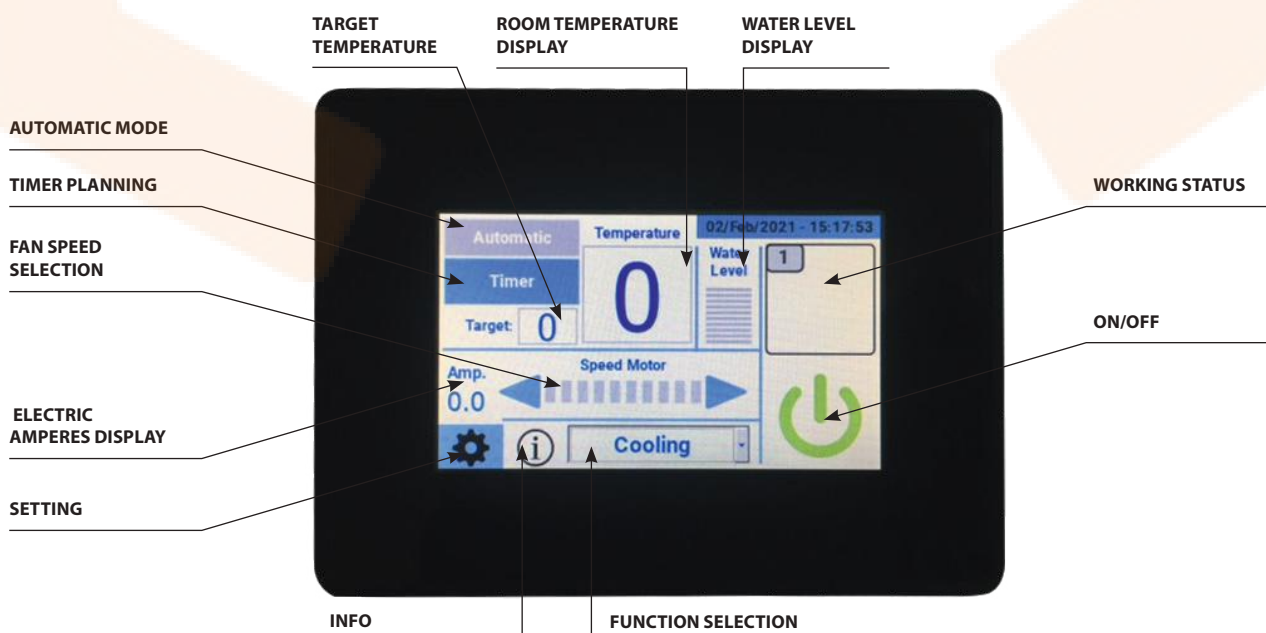 TARGET
TEMPERATURE
ROOM TEMPERATURE
DISPLAY
WATER LEVEL
DISPLAY
AUTOMATIC MODE
TIMER PLANNING
FAN SPEED
SELECTION
ELECTRIC
AMPERES DISPLAY
SETTING
WORKING STATUS
ON/OFF
INFO
FUNCTION SELECTION
Automatic
Timer
Target:
0
Temperature
0
02/Feb/2021 - 15:17:53
Water
Level
1
Amp.
0.0
Speed Motor
i
Cooling